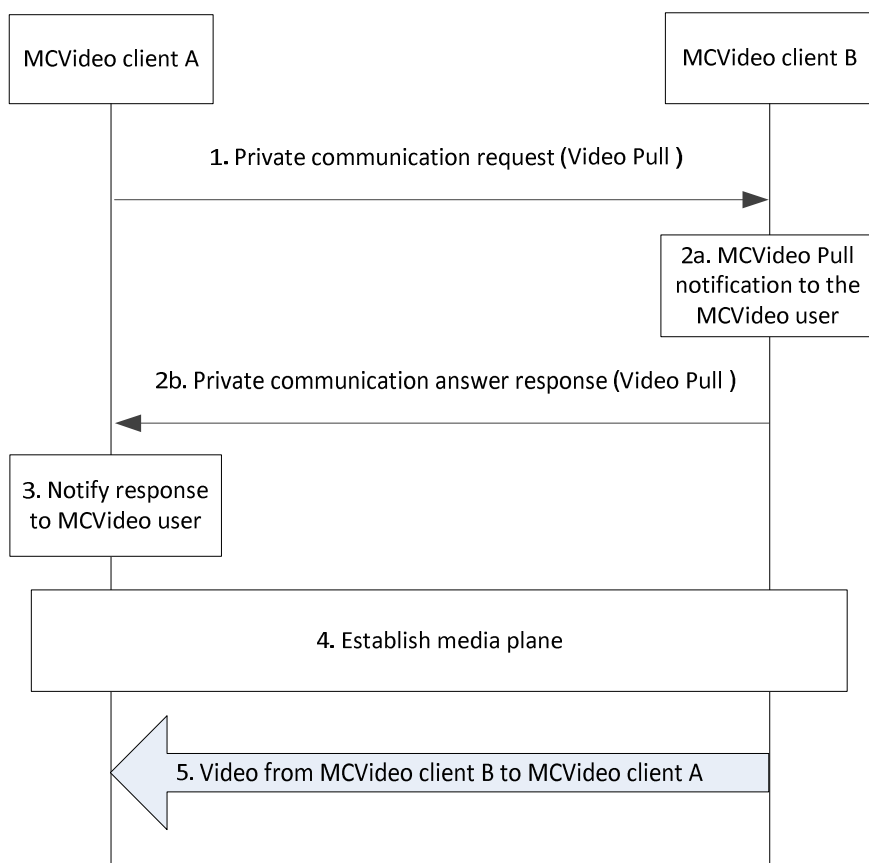 MCVideo client A
MCVideo client B
1. Private communication request (Video Pull )
2a. MCVideo Pull
notification to the
MCVideo user
2b. Private communication answer response (Video Pull )
3. Notify response
to MCVideo user
4. Establish media plane
5. Video from MCVideo client B to MCVideo client A